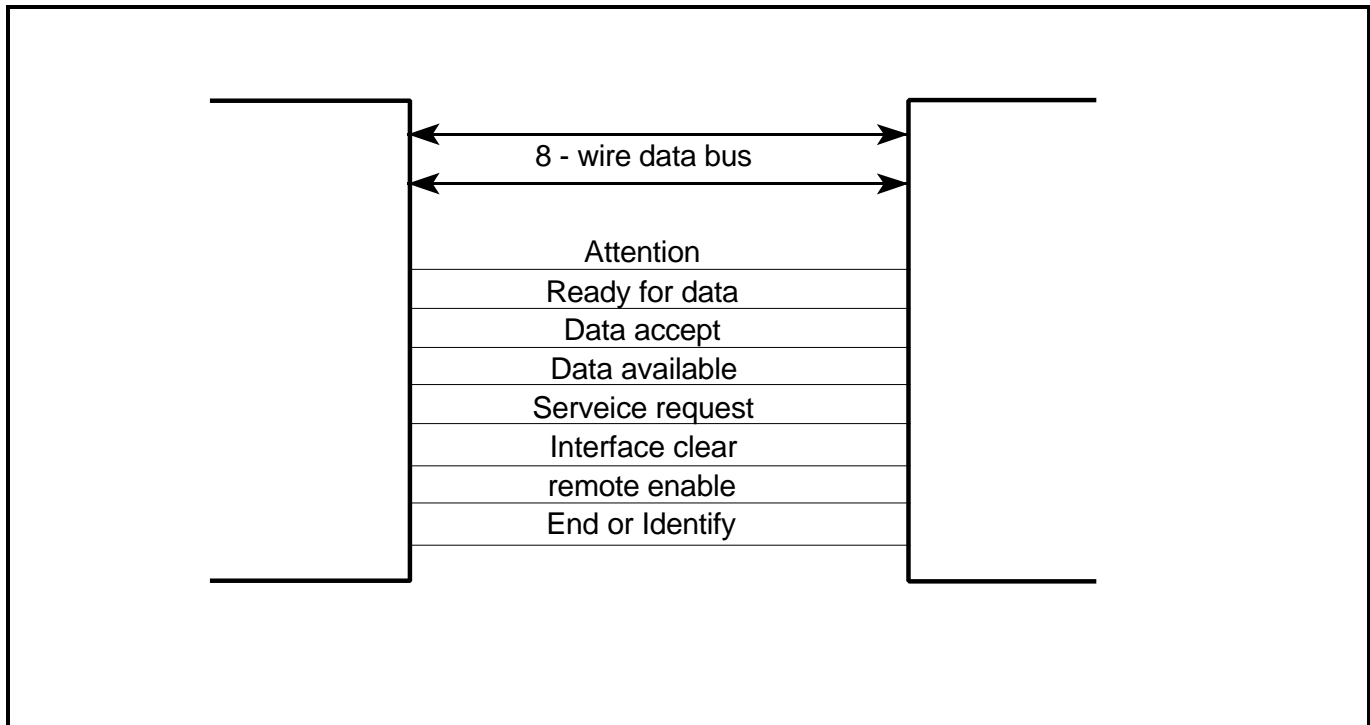 8 - wire data bus
Attention
Ready for data
Data accept
Data available
Serveice request
Interface clear
remote enable
End or Identify